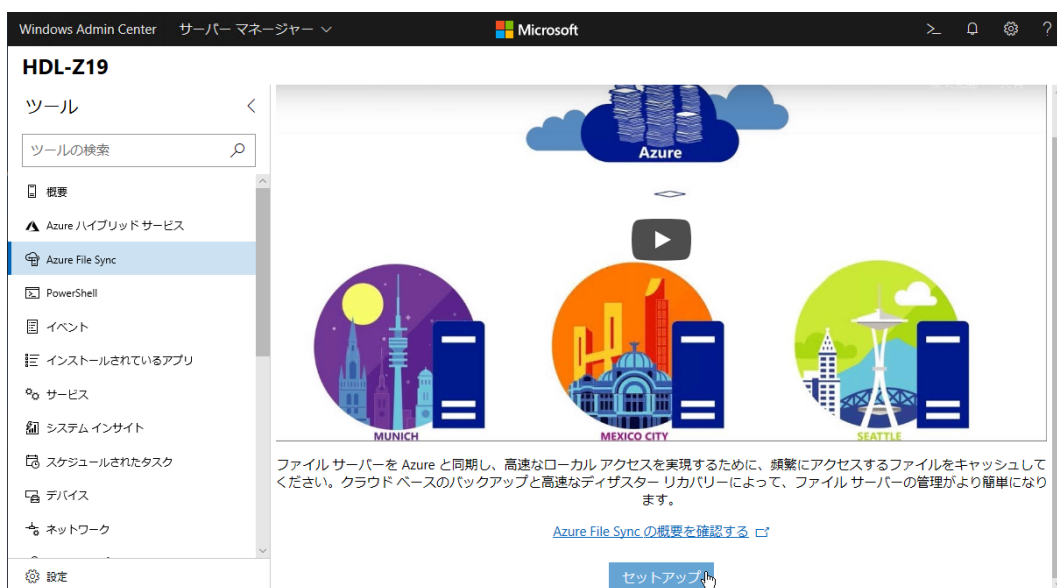 Windows Admin Center サーバー マネージャー Microsoft
HDL-Z19
ツール
ツールの検索
概要
Azure ハイブリッド サービス
Azure File Sync
PowerShell
イベント
インストールされているアプリ
サービス
システム インサイト
スケジュールされたタスク
デバイス
ネットワーク
設定
Azure
MUNICH
MEXICO CITY
SEATTLE
ファイル サーバーを Azure と同期し、高速なローカル アクセスを実現するために、頻繁にアクセスするファイルをキャッシュして
ください。クラウド ベースのバックアップと高速なディザスター リカバリーによって、ファイル サーバーの管理がより簡単になり
ます。
Azure File Sync の概要を確認する
セットアップ